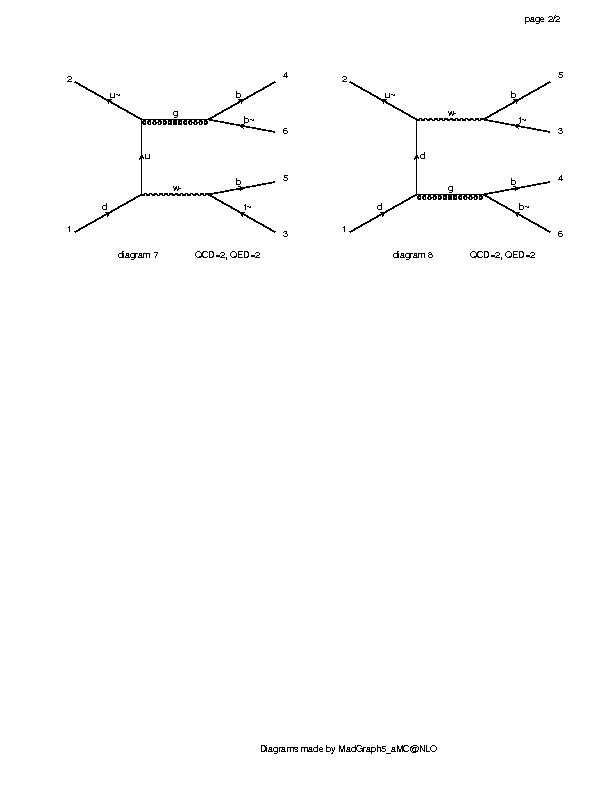 page 2/2
2 u~ g b 4
b~ 6
u
d w- b 5
1 t~ 3
diagram 7 QCD=2, QED=2
2 u~ w- b 5
t~ 3
d
d g b 4
1 b~ 6
diagram 8 QCD=2, QED=2
Diagrams made by MadGraph5_aMC@NLO